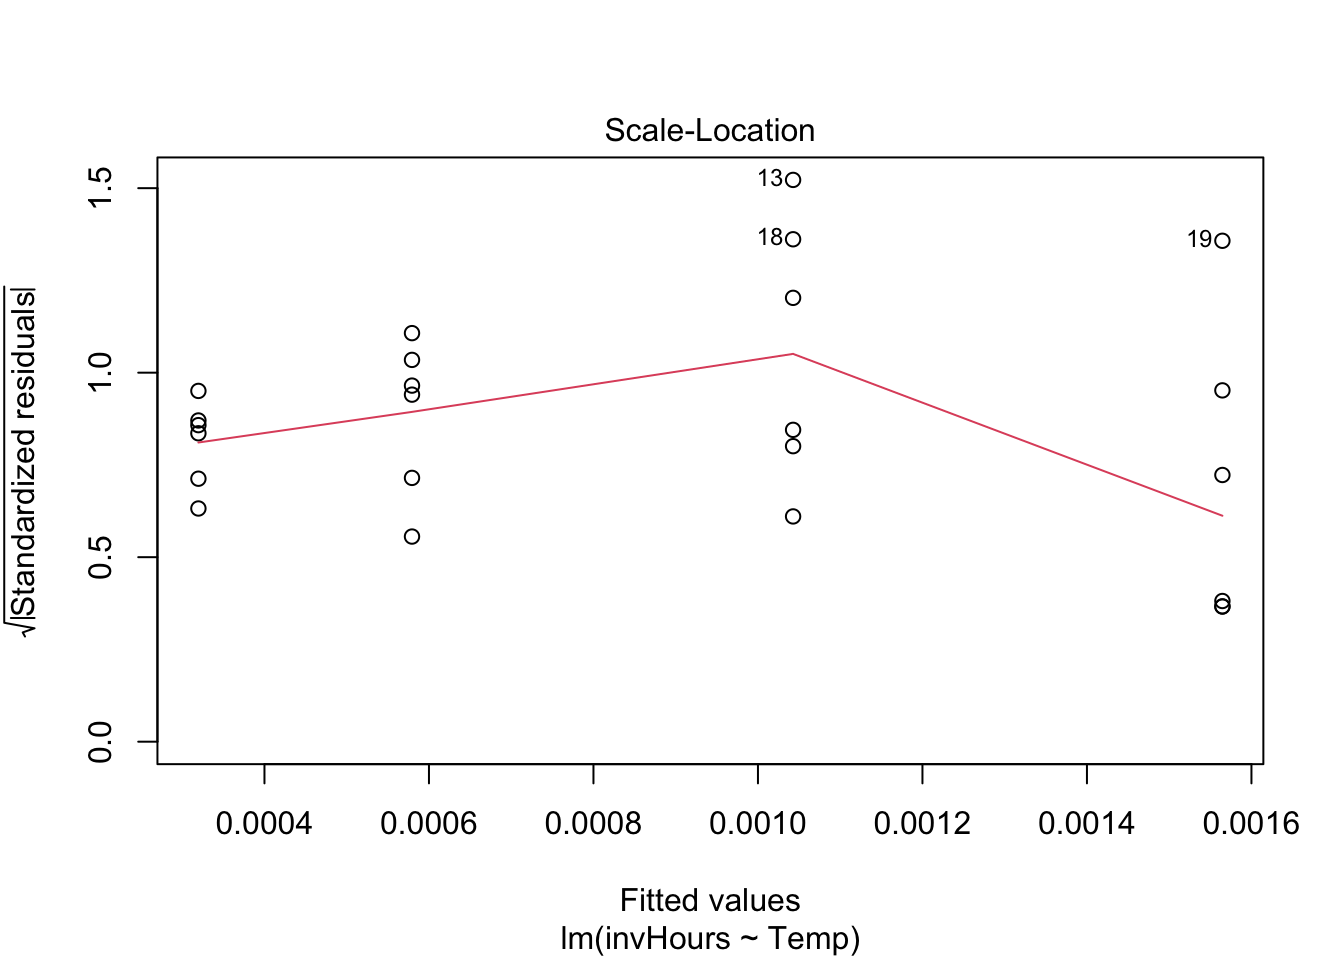 Scale-Location
√|Standardized residuals|
1.5
1.0
0.5
0.0
13
18
19
0.0004 0.0006 0.0008 0.0010 0.0012 0.0014 0.0016
Fitted values
lm(invHours ~ Temp)